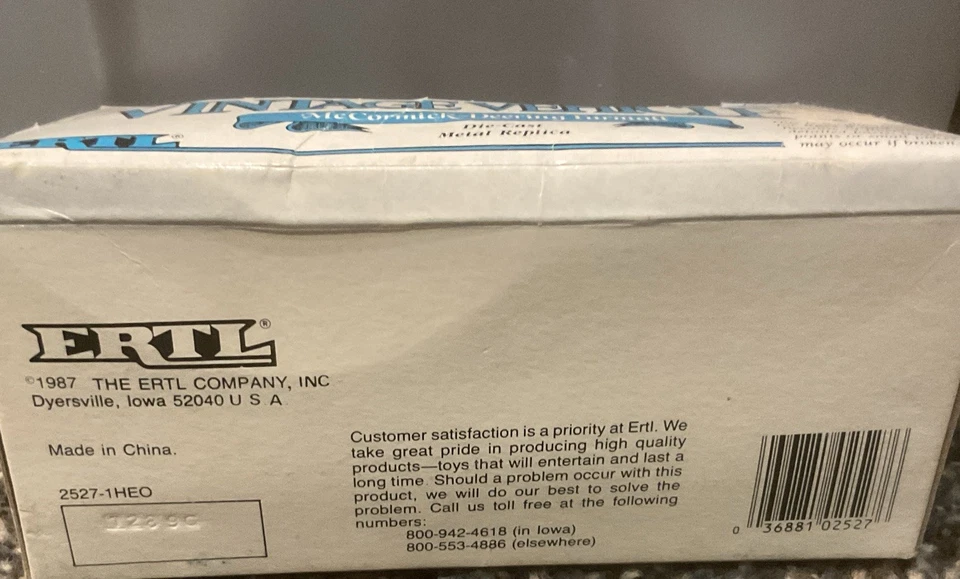 VINTAGE VEHICLE
McCormick Deering Farmall
Die-Cast
Metal Replica
ERTL®
may occur if broken
ERTL®
©1987 THE ERTL COMPANY, INC
Dyersville, Iowa 52040 U S A
Made in China.
2527-1HEO
Customer satisfaction is a priority at Ertl. We
take great pride in producing high quality
products—toys that will entertain and last a
long time. Should a problem occur with this
product, we will do our best to solve the
problem. Call us toll free at the following
numbers:
800-942-4618 (in Iowa)
800-553-4886 (elsewhere)
0 36881 02527